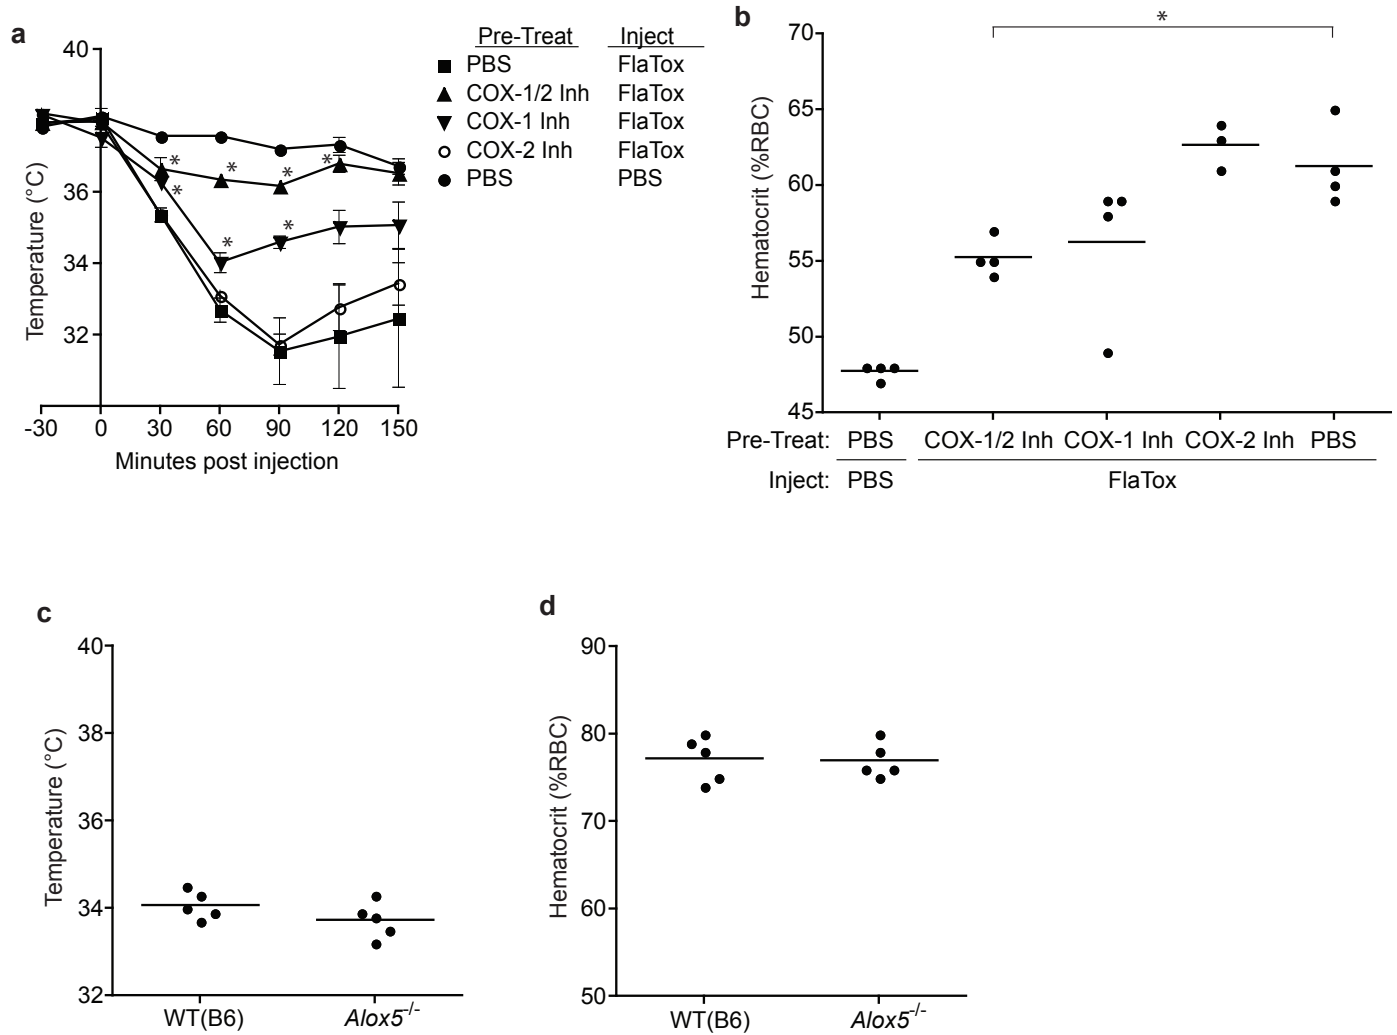 a
Pre-Treat Inject
PBS FlaTox
COX-1/2 Inh FlaTox
COX-1 Inh FlaTox
COX-2 Inh FlaTox
PBS PBS
Temperature (°C)
40
36
34
32
* * * *
* * *
-30 0 30 60 90 120 150
Minutes post injection
b
*
Hematocrit (%RBC)
70
65
60
55
50
45
Pre-Treat: PBS COX-1/2 Inh COX-1 Inh COX-2 Inh PBS
Inject: PBS FlaTox
c
Temperature (°C)
40
38
36
34
32
WT(B6) Alox5-/-
d
Hematocrit (%RBC)
90
80
70
60
50
WT(B6) Alox5-/-